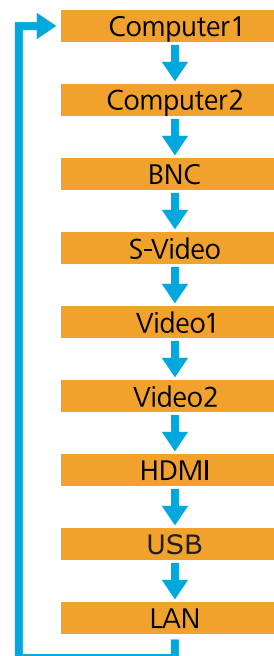 Computer1
Computer2
BNC
S-Video
Video1
Video2
HDMI
USB
LAN